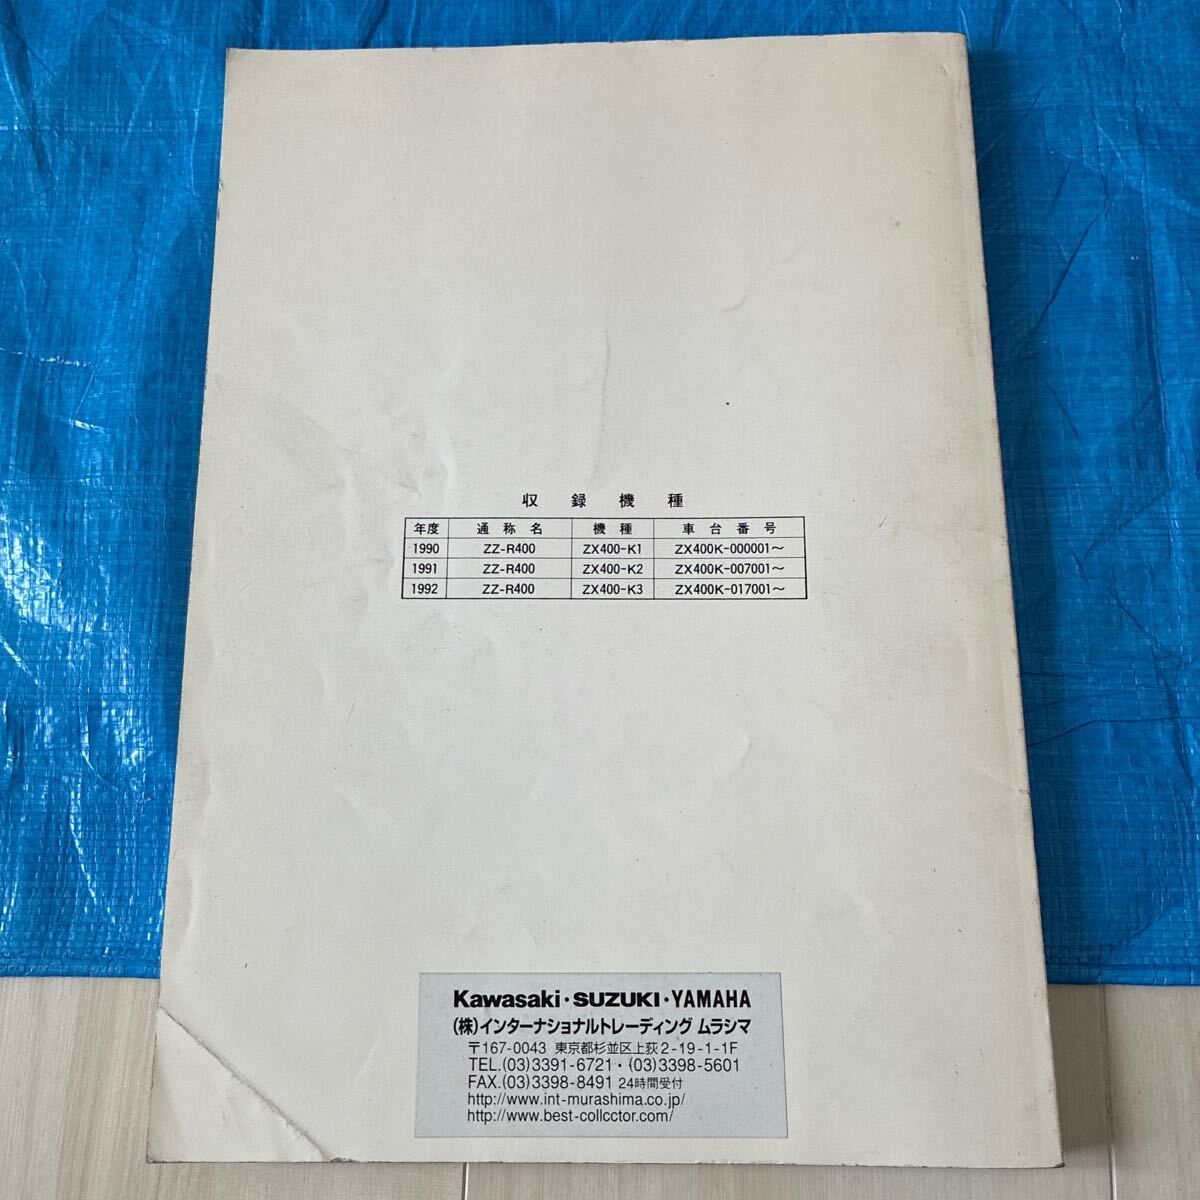 収録機種
年度 通称名 機種 車台番号
1990 ZZ-R400 ZX400-K1 ZX400K-000001～
1991 ZZ-R400 ZX400-K2 ZX400K-007001～
1992 ZZ-R400 ZX400-K3 ZX400K-017001～
Kawasaki・SUZUKI・YAMAHA
(株)インターナショナルトレーディング ムラシマ
〒167-0043 東京都杉並区上荻2-19-1-1F
TEL.(03)3391-6721・(03)3398-5601
FAX.(03)3398-8491 24時間受付
http://www.int-murashima.co.jp/
http://www.best-collcctor.com/